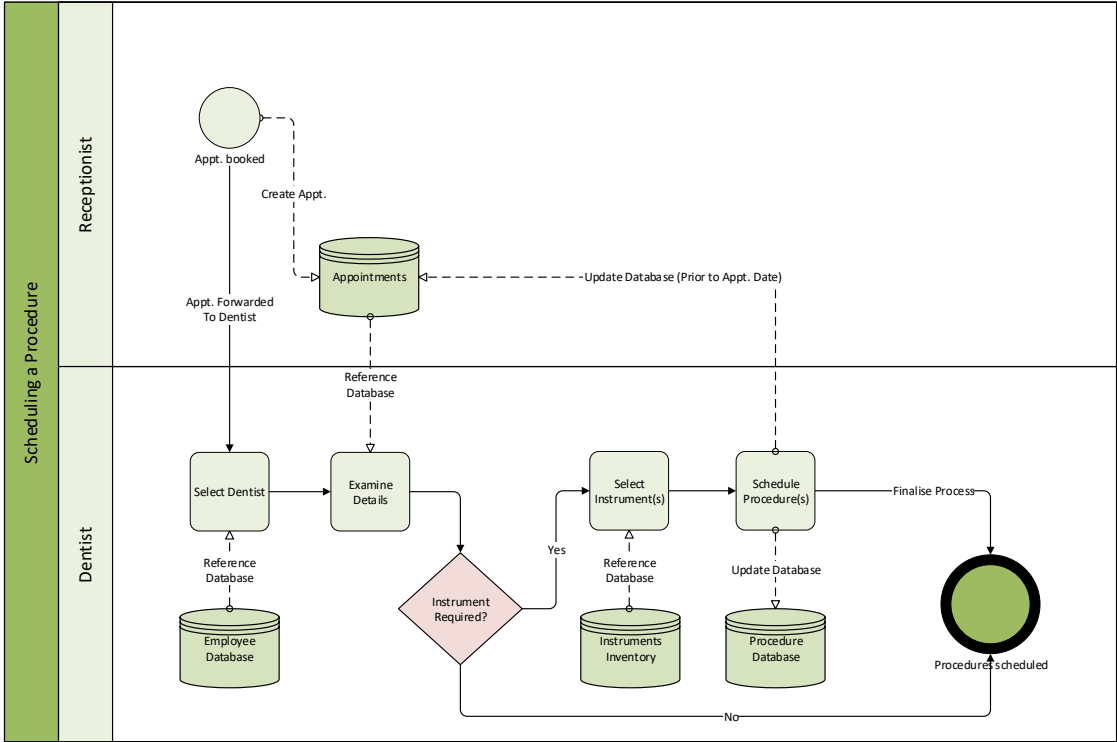 Scheduling a Procedure
Receptionist
Appt. booked
Create Appt.
Appointments
Update Database (Prior to Appt. Date)
Appt. Forwarded
To Dentist
Reference
Database
Dentist
Select Dentist
Examine
Details
Select
Instrument(s)
Schedule
Procedure(s)
Finalise Process
Yes
Reference
Database
Reference
Database
Update Database
Instrument
Required?
Employee
Database
Instruments
Inventory
Procedure
Database
Procedures scheduled
No